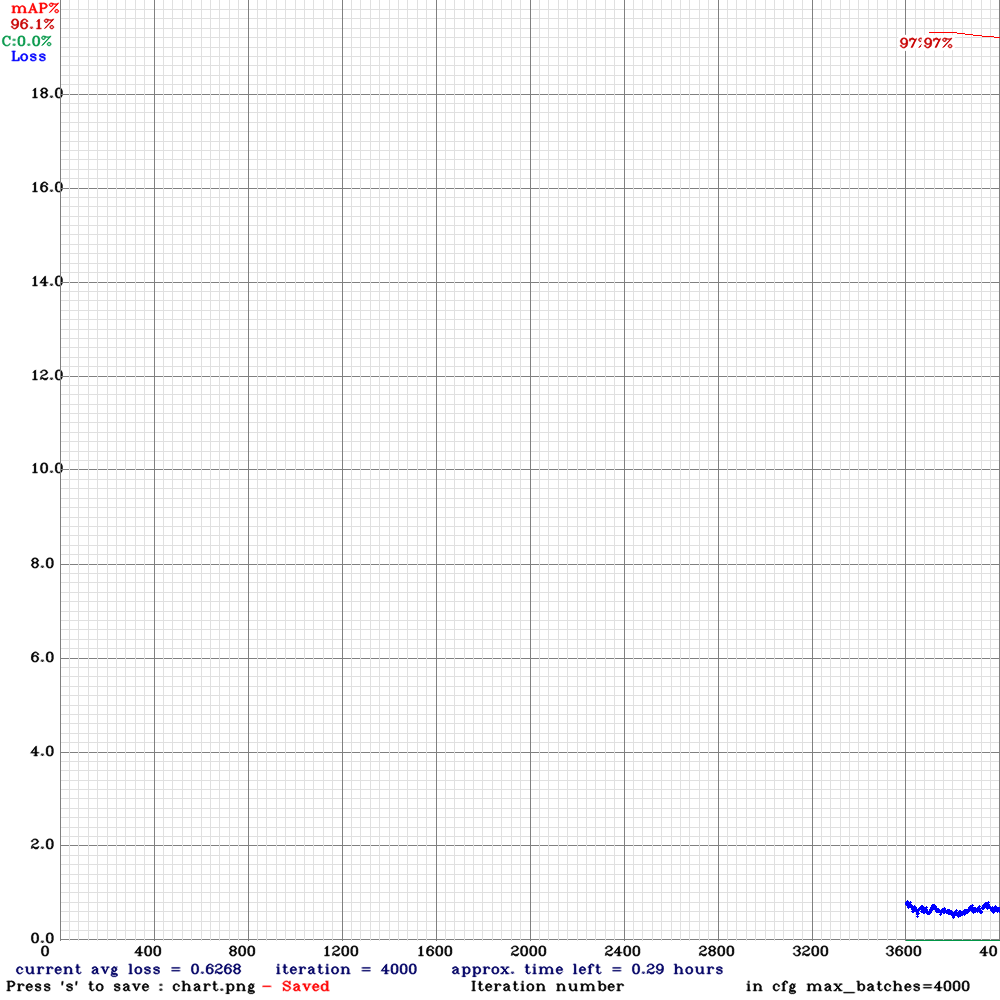 mAP%
96.1%
C:0.0%
Loss
97% 97%
18.0
16.0
14.0
12.0
10.0
8.0
6.0
4.0
2.0
0.0
0 400 800 1200 1600 2000 2400 2800 3200 3600 40
current avg loss = 0.6268 iteration = 4000 approx. time left = 0.29 hours
Press 's' to save : chart.png - Saved Iteration number in cfg max_batches=4000